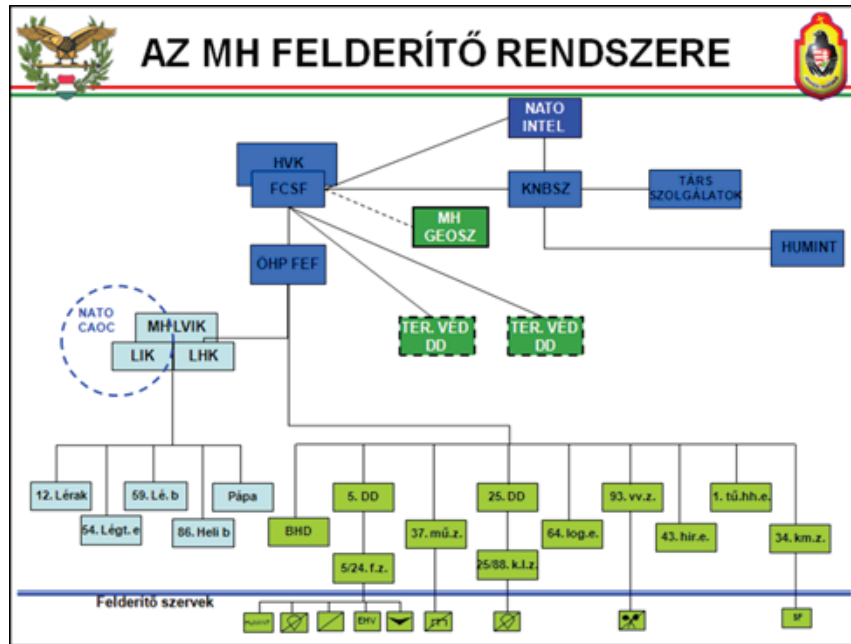 AZ MH FELDERÍTŐ RENDSZERE
NATO
INTEL
HVK
FCSF
KNBSZ
TÁRS
SZOLGÁLATOK
MH
GEOSZ
HUMINT
ÖHP FEF
NATO
CAOC
MH LVIK
LIK
LHK
TER. VÉD
DD
TER. VÉD
DD
12. Lérak
59. Lé. b
Pápa
54. Légt. e
86. Heli b
5. DD
25. DD
93. vv.z.
1. tű.hh.e.
BHD
37. mű.z.
64. log.e.
43. hir.e.
34. km.z.
5/24. f.z.
25/88. k.l.z.
Felderítő szervek
HUMINT
EHV
SF